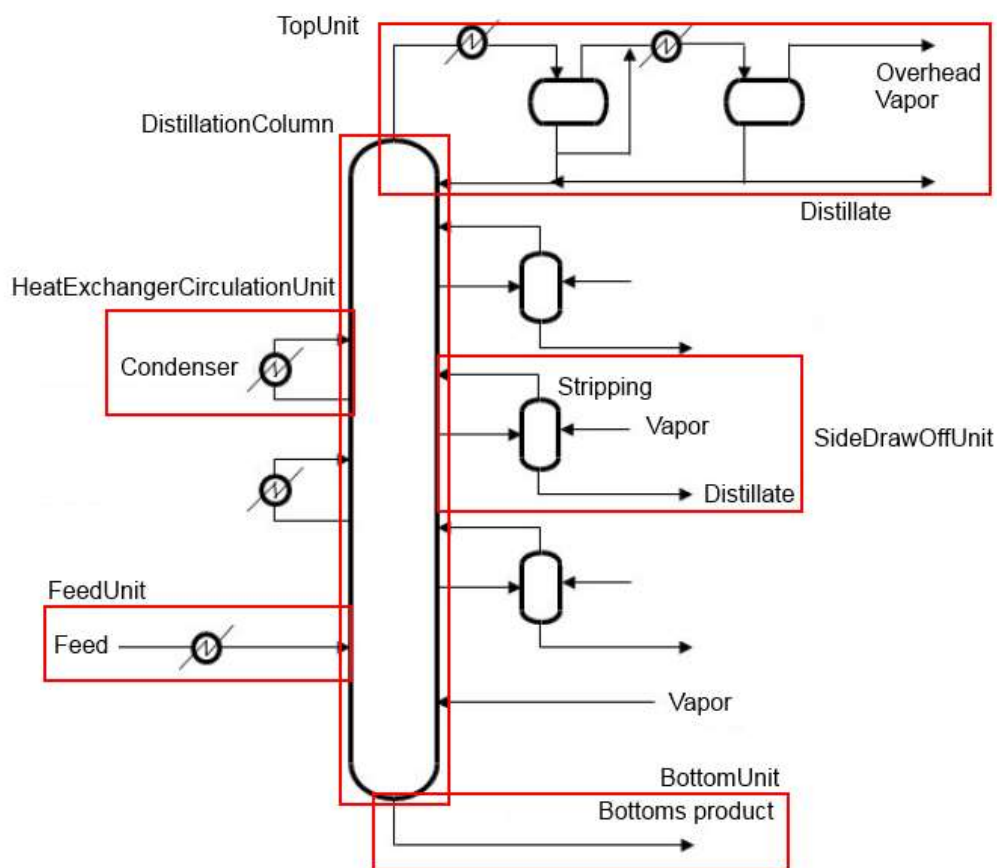 TopUnit
Overhead
Vapor
DistillationColumn
Distillate
HeatExchangerCirculationUnit
Condenser
Stripping
Vapor
SideDrawOffUnit
Distillate
FeedUnit
Feed
Vapor
BottomUnit
Bottoms product